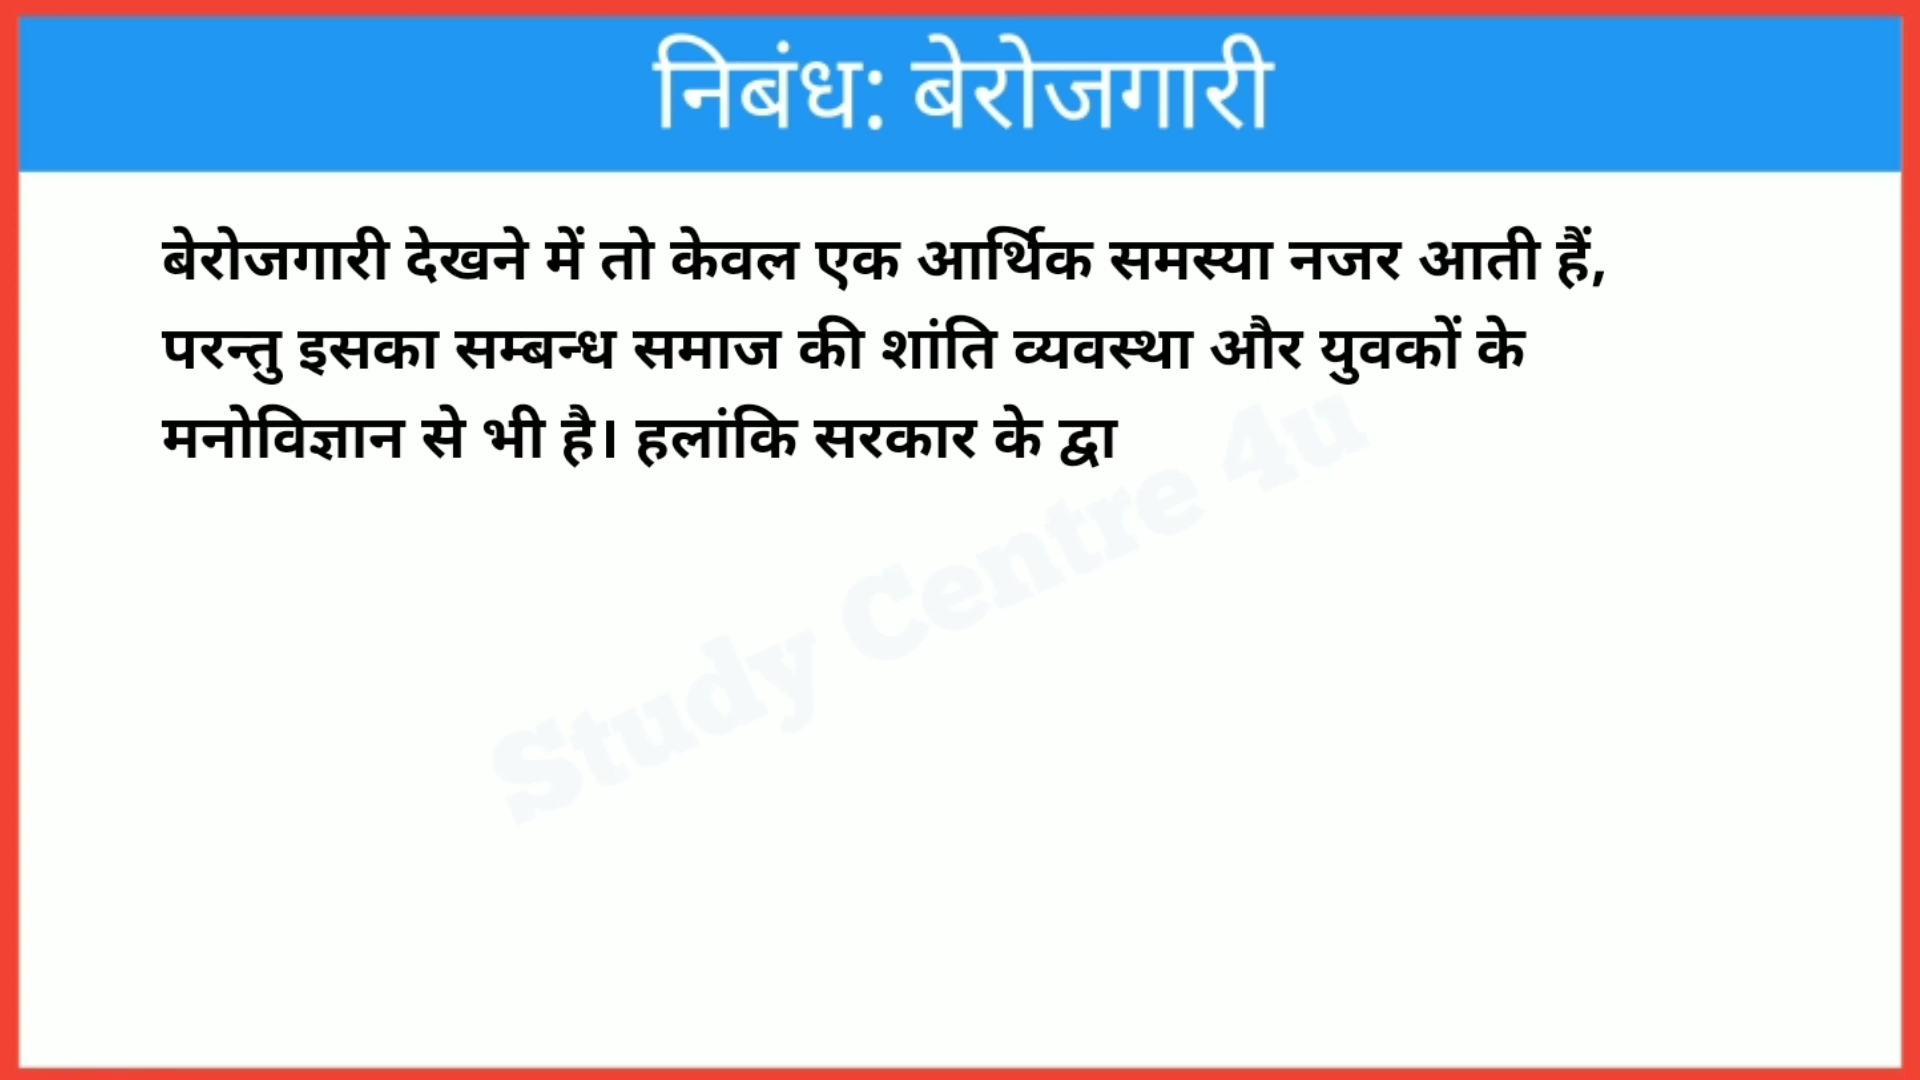 निबंध: बेरोजगारी
बेरोजगारी देखने में तो केवल एक आर्थिक समस्या नजर आती हैं,
परन्तु इसका सम्बन्ध समाज की शांति व्यवस्था और युवकों के
मनोविज्ञान से भी है। हलांकि सरकार के द्वा
Study Centre 4u